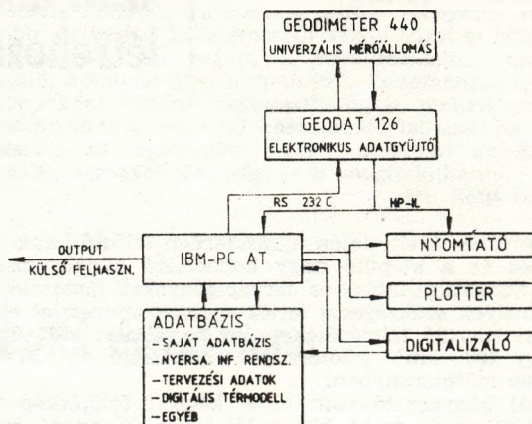 GEODIMETER 440
UNIVERZÁLIS MÉRŐÁLLOMÁS
GEODAT 126
ELEKTRONIKUS ADATGYŰJTŐ
RS 232 C
HP-IL
OUTPUT
KÜLSŐ FELHASZN.
IBM-PC AT
NYOMTATÓ
PLOTTER
DIGITALIZÁLÓ
ADATBÁZIS
- SAJÁT ADATBÁZIS
- NYERSA. INF. RENDSZ.
- TERVEZÉSI ADATOK
- DIGITÁLIS TÉRMODELL
- EGYÉB